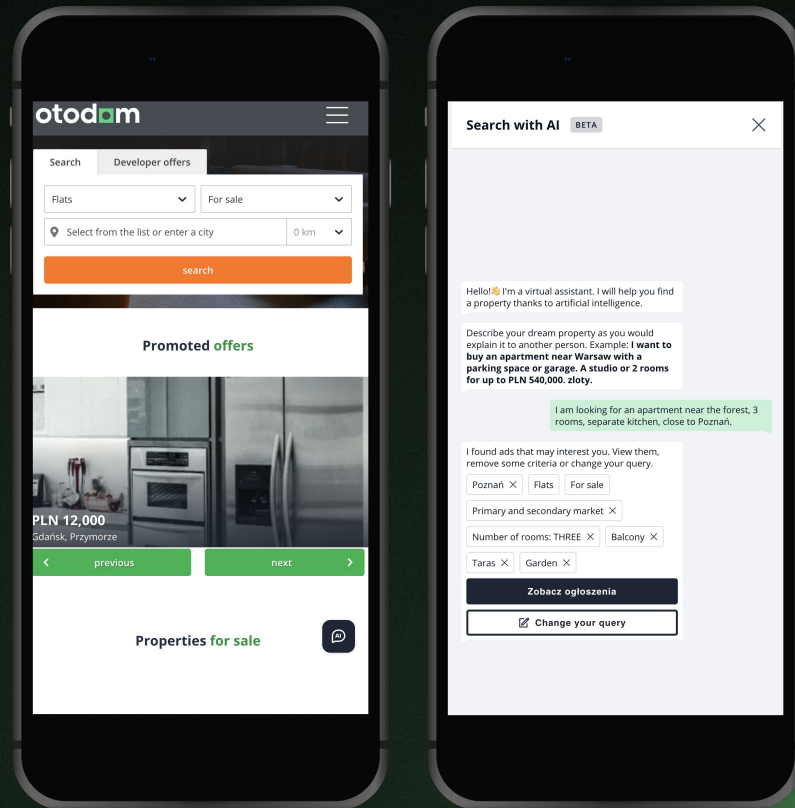 otodom
Search
Developer offers
Flats
For sale
Select from the list or enter a city
0 km
search
Promoted offers
PLN 12,000
Gdańsk, Przymorze
previous
next
Properties for sale
AI
Search with AI
BETA
Hello!👋 I'm a virtual assistant. I will help you find
a property thanks to artificial intelligence.
Describe your dream property as you would
explain it to another person. Example: I want to
buy an apartment near Warsaw with a
parking space or garage. A studio or 2 rooms
for up to PLN 540,000. zloty.
I am looking for an apartment near the forest, 3
rooms, separate kitchen, close to Poznań.
I found ads that may interest you. View them,
remove some criteria or change your query.
Poznań
Flats
For sale
Primary and secondary market
Number of rooms: THREE
Balcony
Taras
Garden
Zobacz ogłoszenia
Change your query